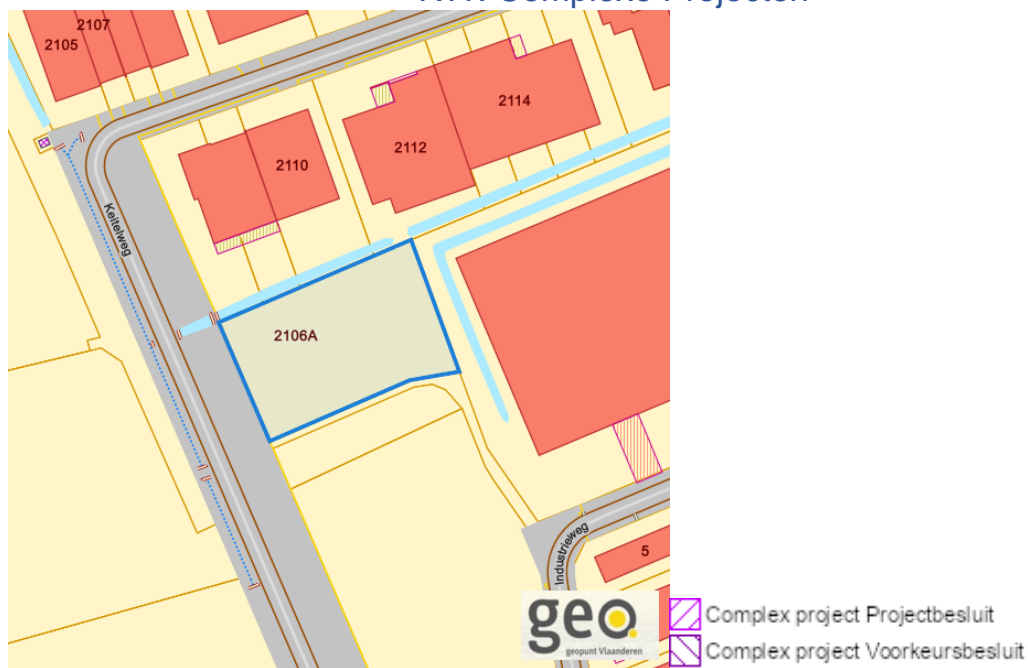 2107
2105
2114
2110
2112
Keitelweg
2106A
Industrieweg
5
geo.
geopunt Vlaanderen
Complex project Projectbesluit
Complex project Voorkeursbesluit